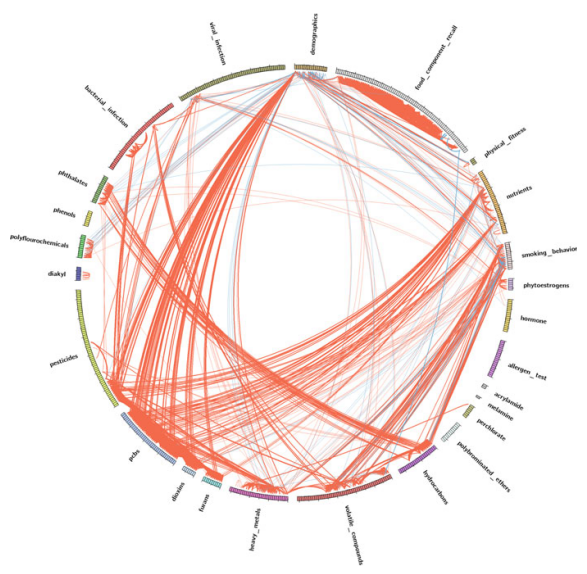 demographics
food_component_recall
physical_fitness
nutrients
smoking_behavior
phytoestrogens
hormone
allergen_test
acrylamide
melamine
perchlorate
polybrominated_ethers
hydrocarbons
volatile_compounds
heavy_metals
furans
dioxins
pcbs
pesticides
diakyl
polyflourochemicals
phenols
phthalates
bacterial_infection
viral_infection